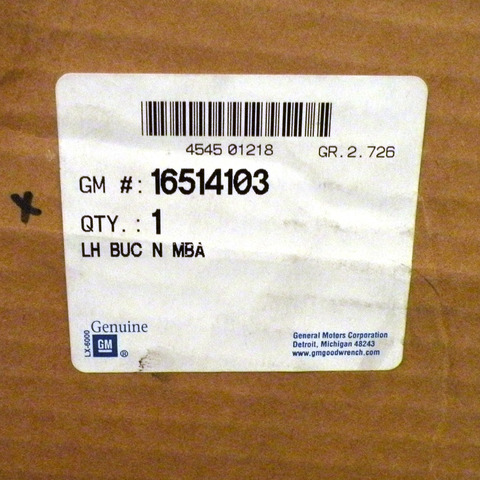 4545 01218 GR.2.726
GM #: 16514103
QTY. : 1
LH BUC N MBA
LX-6000
Genuine
GM ®
General Motors Corporation
Detroit, Michigan 48243
www.gmgoodwrench.com
X